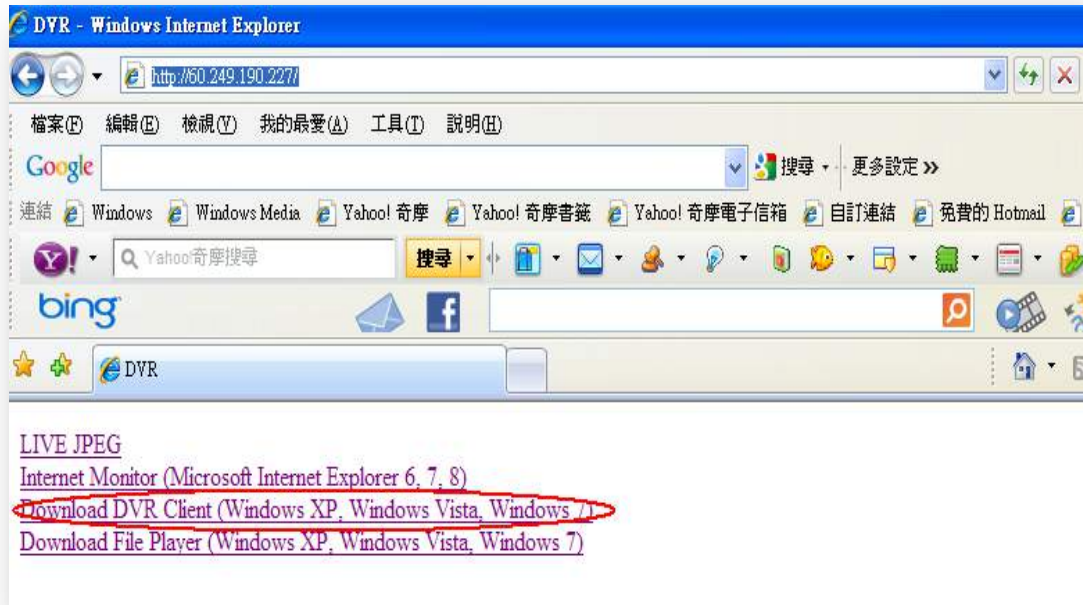 DVR - Windows Internet Explorer
http://60.249.190.227/
檔案(F) 編輯(E) 檢視(V) 我的最愛(A) 工具(T) 說明(H)
Google 搜尋 更多設定 »
連結 Windows Windows Media Yahoo! 奇摩 Yahoo! 奇摩書籤 Yahoo! 奇摩電子信箱 自訂連結 免費的 Hotmail
Y! Yahoo!奇摩搜尋 搜尋
bing f
DVR
LIVE JPEG
Internet Monitor (Microsoft Internet Explorer 6, 7, 8)
Download DVR Client (Windows XP, Windows Vista, Windows 7)
Download File Player (Windows XP, Windows Vista, Windows 7)